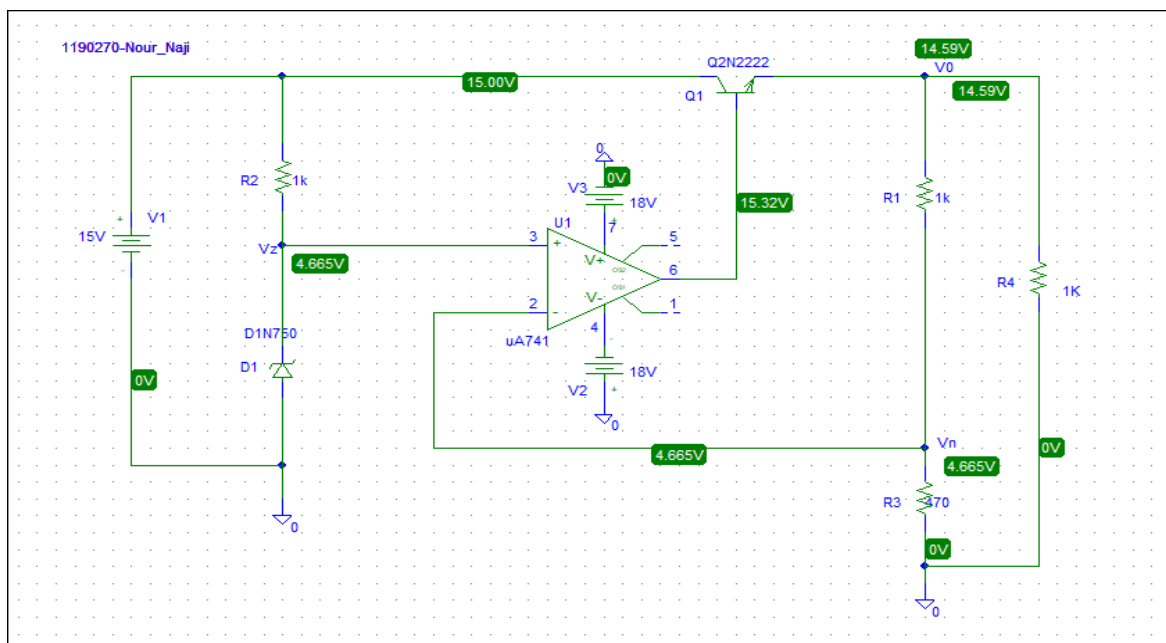 1190270-Nour_Naji
14.59V
V0
Q2N2222
15.00V
14.59V
Q1
0
R2
1k
V3
0V
18V
15.32V
R1
1k
V1
+
15V
-
U1
+
7
5
3
+
V+
OS2
Vz
4.665V
6
OS1
R4
1K
2
-
V-
1
4
uA741
-
D1N750
D1
18V
V2
+
0V
0
Vn
4.665V
4.665V
0V
R3
470
0
0V
0